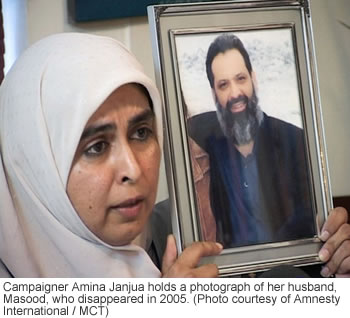 Campaigner Amina Janjua holds a photograph of her husband,
Masood, who disappeared in 2005. (Photo courtesy of Amnesty
International / MCT)